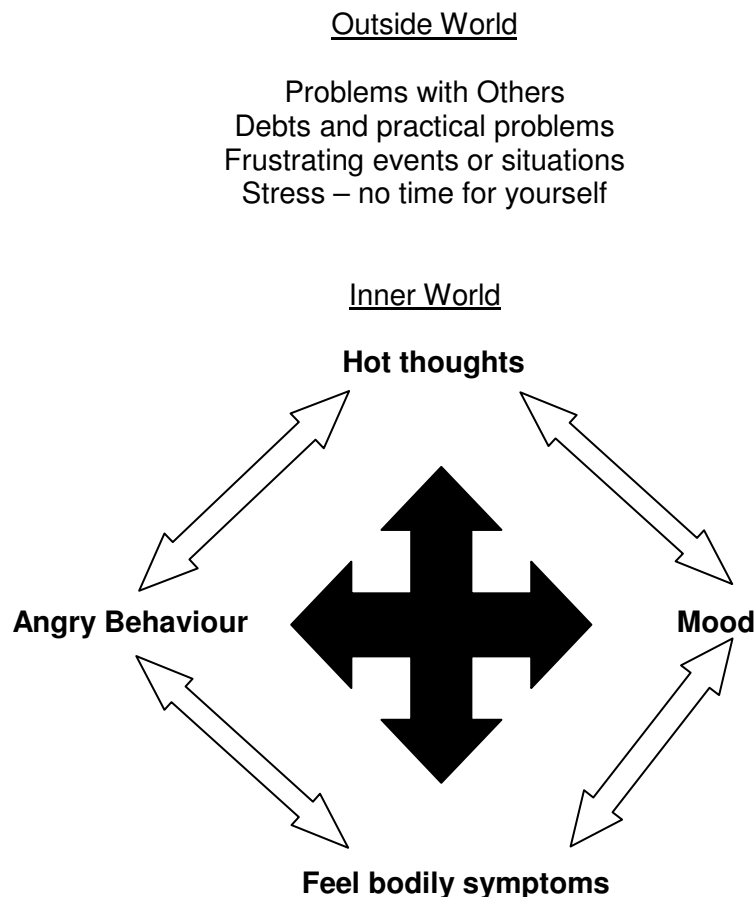 Outside World
Problems with Others
Debts and practical problems
Frustrating events or situations
Stress – no time for yourself
Inner World
Hot thoughts
Angry Behaviour
Mood
Feel bodily symptoms